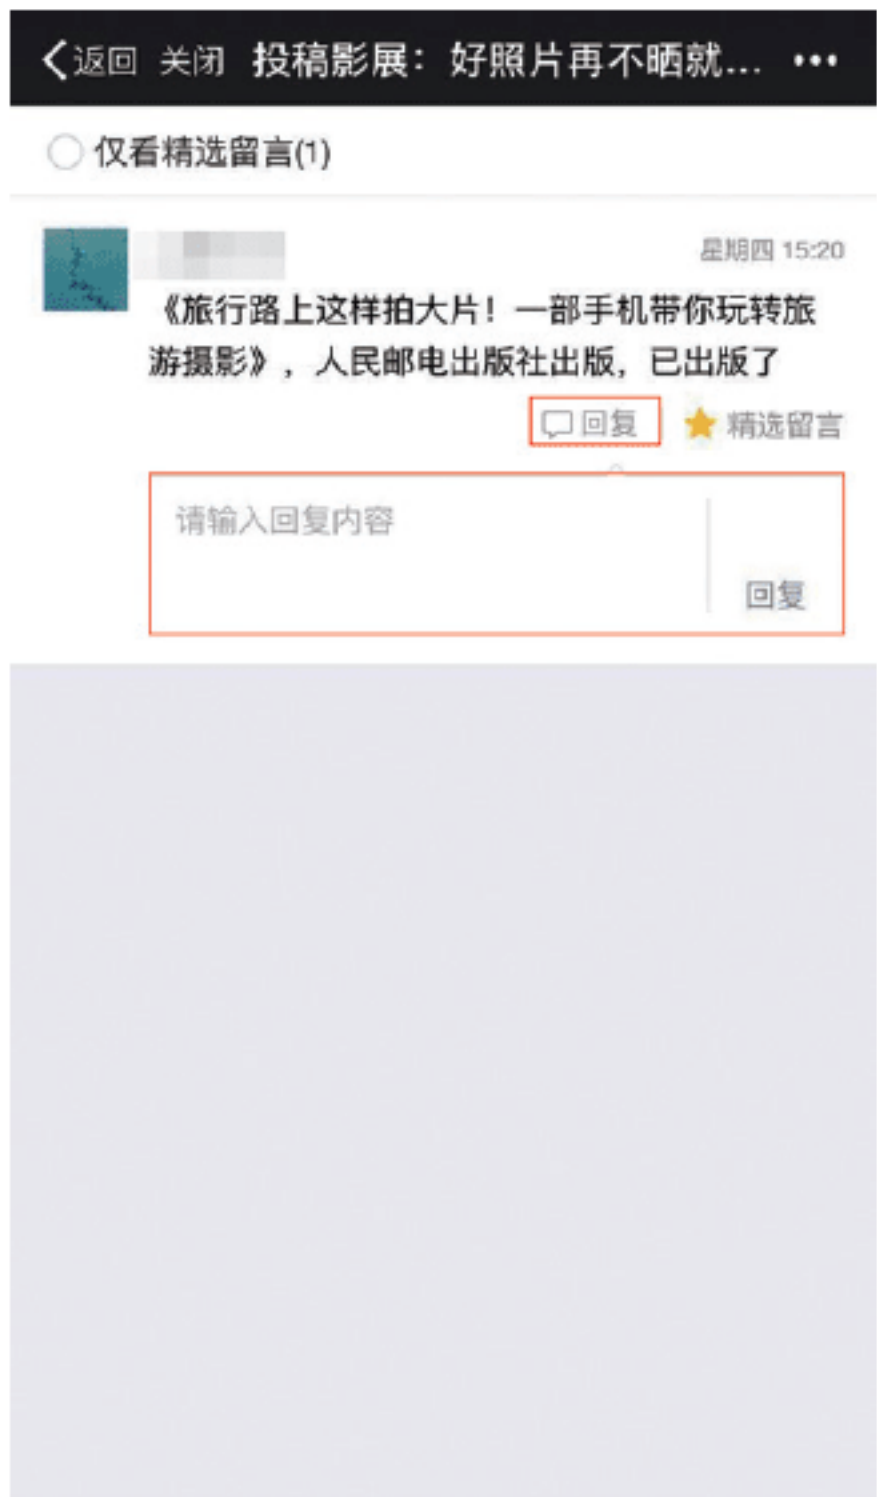 返回 关闭 投稿影展：好照片再不晒就... •••
仅看精选留言(1)
星期四 15:20
《旅行路上这样拍大片！一部手机带你玩转旅
游摄影》，人民邮电出版社出版，已出版了
回复 精选留言
请输入回复内容
回复